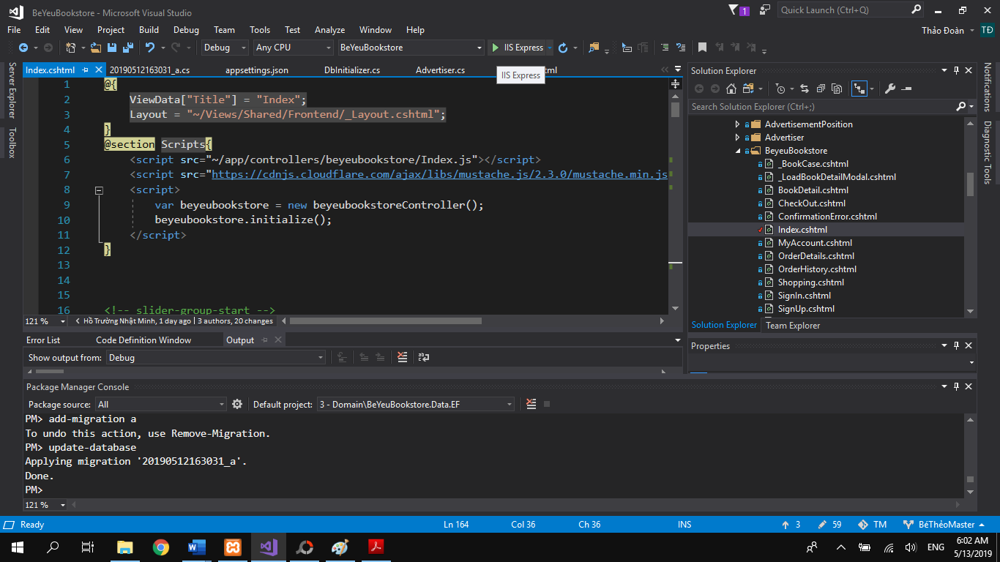 BeYeuBookstore - Microsoft Visual Studio
1
Quick Launch (Ctrl+Q)
File Edit View Project Build Debug Team Tools Test Analyze Window Help
Thảo Đoàn
TĐ
Debug Any CPU BeYeuBookstore IIS Express
Server Explorer
Toolbox
Index.cshtml 20190512163031_a.cs appsettings.json DbInitializer.cs Advertiser.cs
IIS Express
1 @{
2 ViewData["Title"] = "Index";
3 Layout = "~/Views/Shared/Frontend/_Layout.cshtml";
4 }
5 @section Scripts{
6 <script src="~/app/controllers/beyeubookstore/Index.js"></script>
7 <script src="https://cdnjs.cloudflare.com/ajax/libs/mustache.js/2.3.0/mustache.min.js
8 <script>
9 var beyeubookstore = new beyeubookstoreController();
10 beyeubookstore.initialize();
11 </script>
12 }
13
14
15
16 <!-- slider-group-start -->
121 % Hồ Trường Nhật Minh, 1 day ago | 3 authors, 20 changes
Error List Code Definition Window Output
Show output from: Debug
Package Manager Console
Package source: All Default project: 3 - Domain\BeYeuBookstore.Data.EF
PM> add-migration a
To undo this action, use Remove-Migration.
PM> update-database
Applying migration '20190512163031_a'.
Done.
PM>
121 %
Solution Explorer
Search Solution Explorer (Ctrl+;)
AdvertisementPosition
Advertiser
BeyeuBookstore
_BookCase.cshtml
_LoadBookDetailModal.cshtml
BookDetail.cshtml
CheckOut.cshtml
ConfirmationError.cshtml
Index.cshtml
MyAccount.cshtml
OrderDetails.cshtml
OrderHistory.cshtml
Shopping.cshtml
SignIn.cshtml
SignUp.cshtml
Solution Explorer Team Explorer
Properties
Notifications
Diagnostic Tools
Ready Ln 164 Col 36 Ch 36 INS 3 59 TM BéThẻoMaster
ENG
6:02 AM
5/13/2019